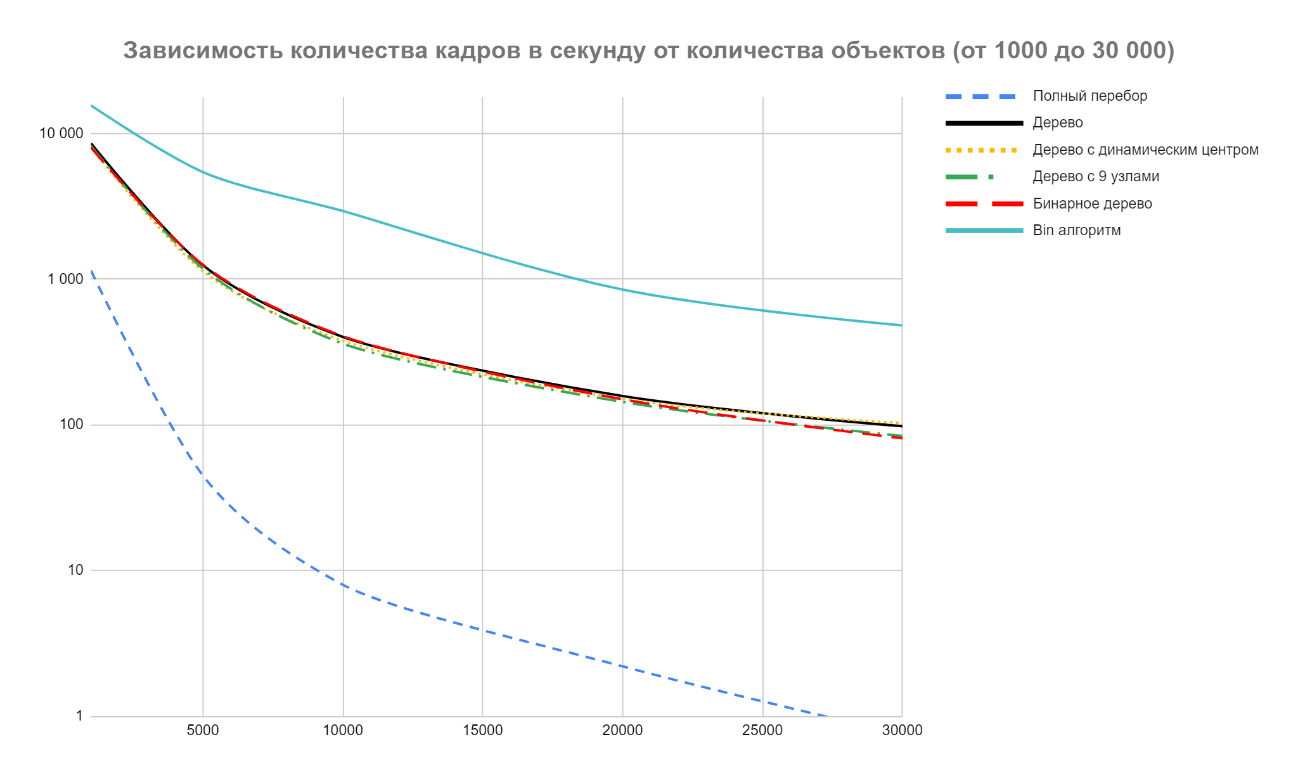 Зависимость количества кадров в секунду от количества объектов (от 1000 до 30 000)
Полный перебор
Дерево
Дерево с динамическим центром
Дерево с 9 узлами
Бинарное дерево
Bin алгоритм
10 000
1 000
100
10
1
5000 10000 15000 20000 25000 30000